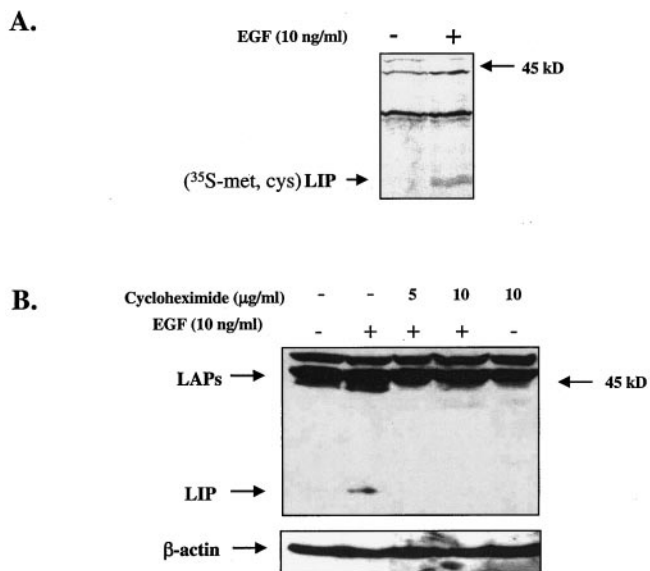 A.
EGF (10 ng/ml) - +
45 kD
(³⁵S-met, cys) LIP
B.
Cycloheximide (μg/ml) - - 5 10 10
EGF (10 ng/ml) - + + + -
LAPs
45 kD
LIP
β-actin